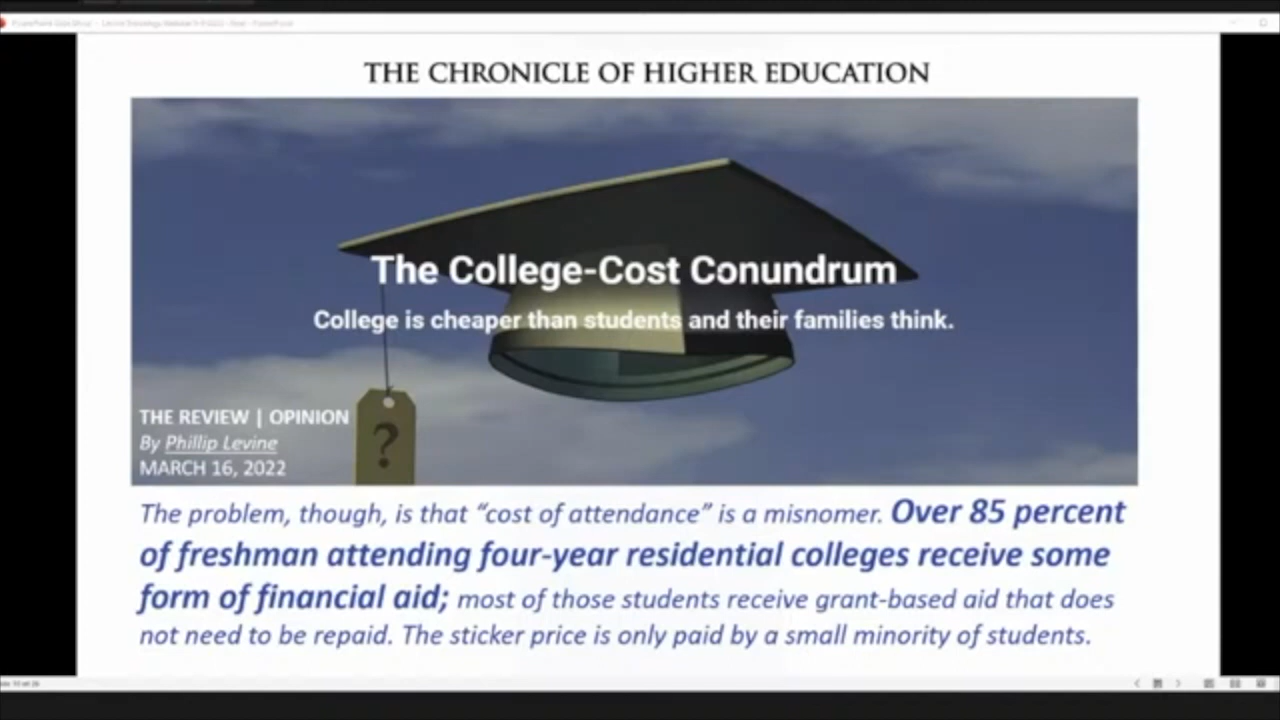 THE CHRONICLE OF HIGHER EDUCATION
The College-Cost Conundrum
College is cheaper than students and their families think.
THE REVIEW | OPINION
By Phillip Levine
MARCH 16, 2022
?
The problem, though, is that “cost of attendance” is a misnomer. Over 85 percent
of freshman attending four-year residential colleges receive some
form of financial aid; most of those students receive grant-based aid that does
not need to be repaid. The sticker price is only paid by a small minority of students.